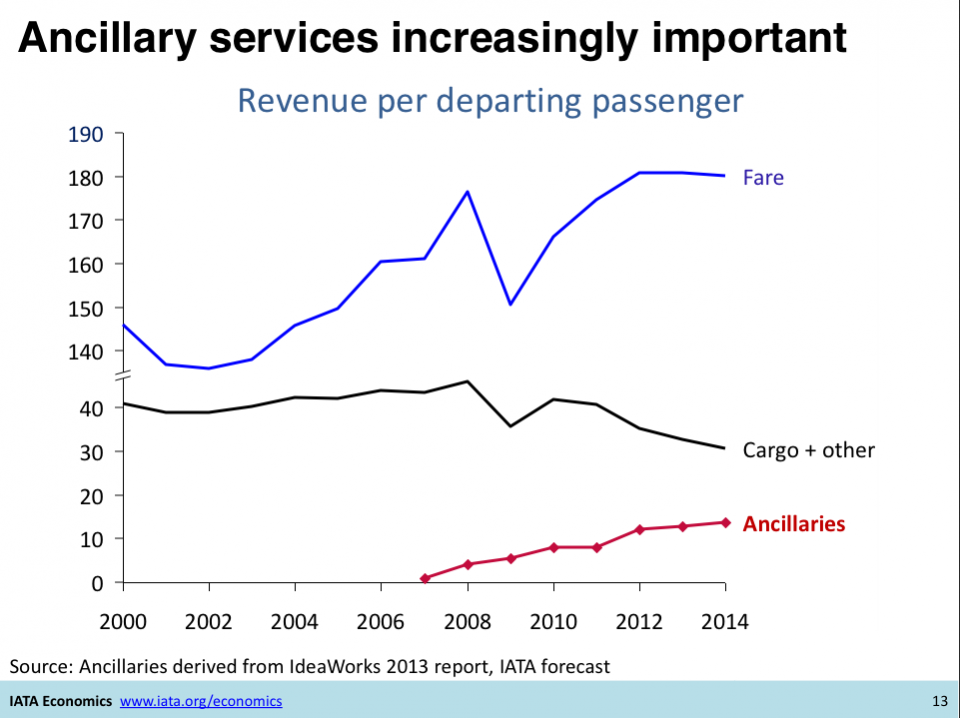 Ancillary services increasingly important
Revenue per departing passenger
190
180
170
160
150
140
40
30
20
10
0
Fare
Cargo + other
Ancillaries
2000 2002 2004 2006 2008 2010 2012 2014
Source: Ancillaries derived from IdeaWorks 2013 report, IATA forecast
IATA Economics www.iata.org/economics 13